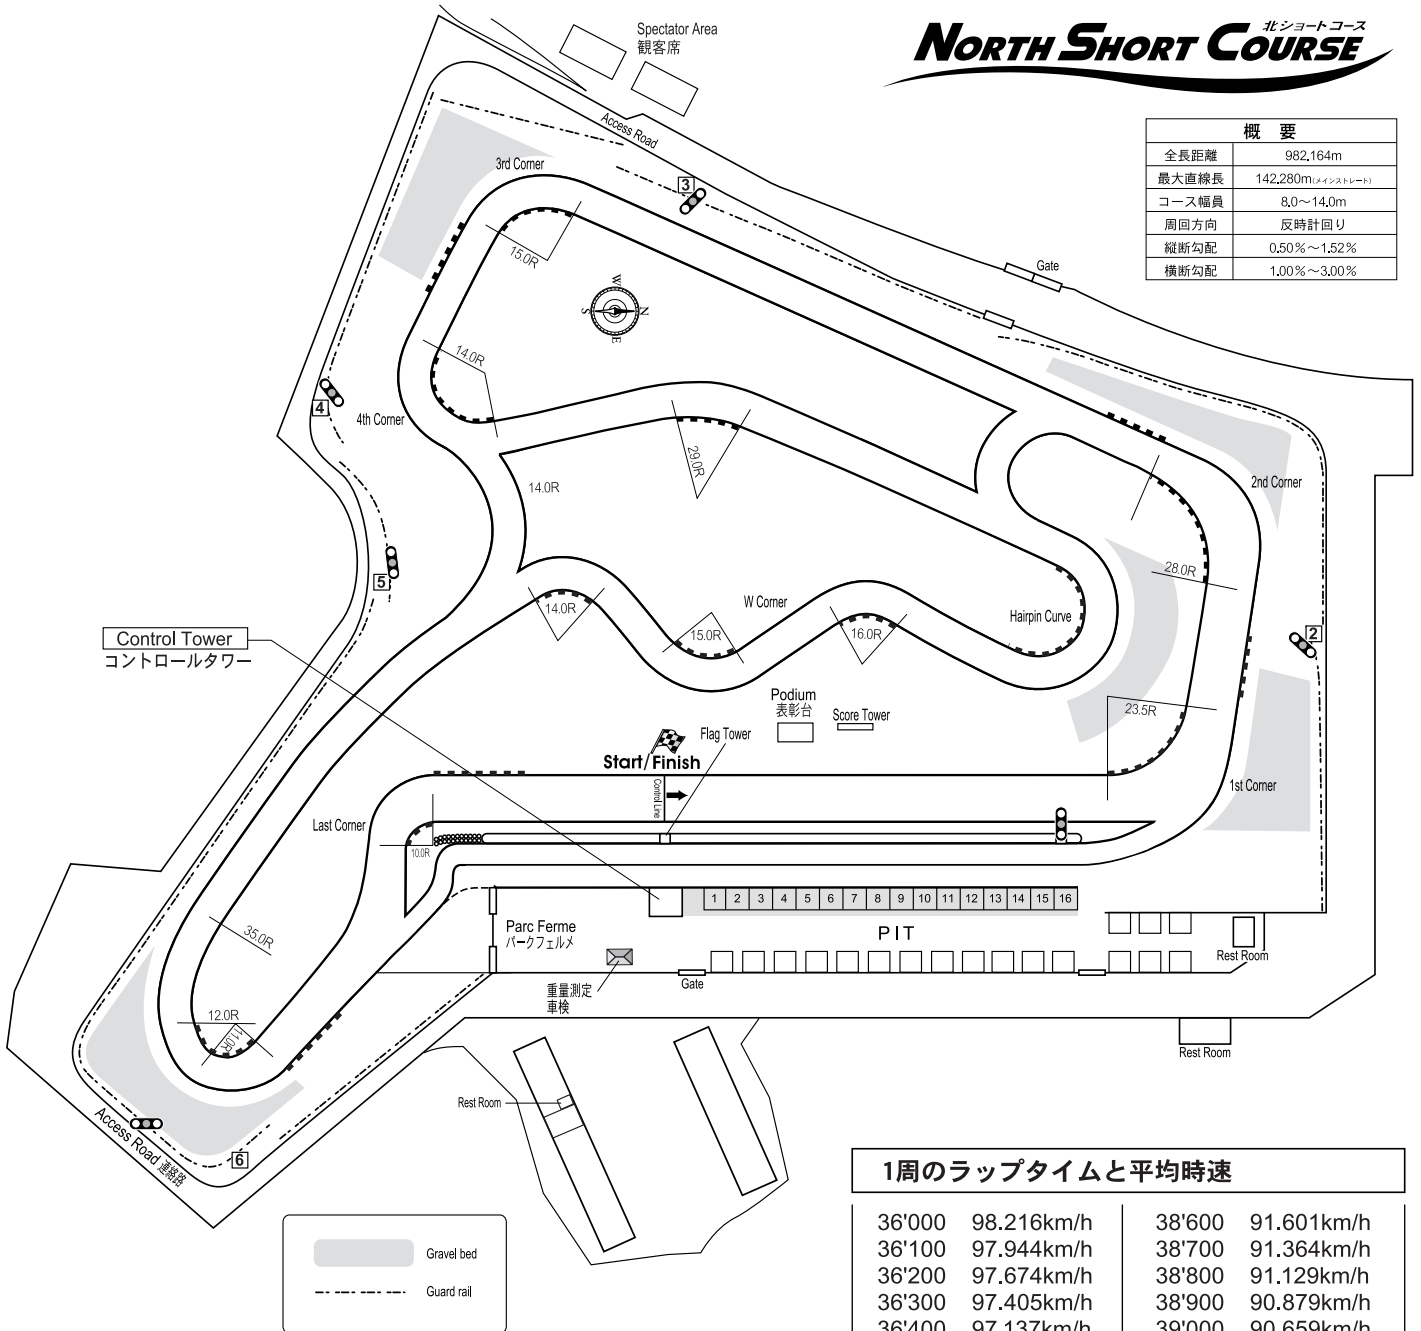 Spectator Area
観客席
北ショートコース
NORTH SHORT COURSE
概 要
全長距離 982.164m
最大直線長 142.280m(メインストレート)
コース幅員 8.0〜14.0m
周回方向 反時計回り
縦断勾配 0.50%〜1.52%
横断勾配 1.00%〜3.00%
Access Road
3rd Corner
3
15.0R
W
N
S
E
Gate
14.0R
4
4th Corner
29.0R
14.0R
2nd Corner
5
28.0R
14.0R
W Corner
15.0R
16.0R
Hairpin Curve
2
Control Tower
コントロールタワー
Podium
表彰台
Score Tower
23.5R
Flag Tower
Start/Finish
Control Line
1st Corner
Last Corner
10.0R
1 2 3 4 5 6 7 8 9 10 11 12 13 14 15 16
PIT
Parc Ferme
パークフェルメ
35.0R
Rest Room
重量測定
車検
Gate
12.0R
11.0R
Rest Room
Rest Room
Access Road 連絡路
6
Gravel bed
Guard rail
1周のラップタイムと平均時速
36'000 98.216km/h 38'600 91.601km/h
36'100 97.944km/h 38'700 91.364km/h
36'200 97.674km/h 38'800 91.129km/h
36'300 97.405km/h 38'900 90.879km/h
36'400 97.137km/h 39'000 90.659km/h